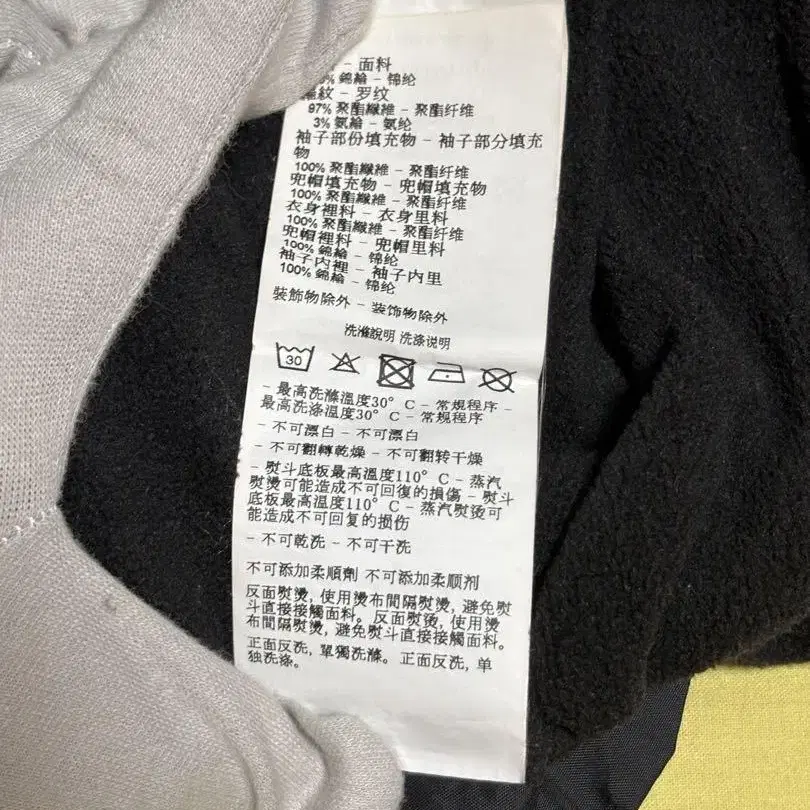 - 面料
% 錦綸 - 锦纶
羅紋 - 罗纹
97% 聚酯纖維 - 聚酯纤维
3% 氨綸 - 氨纶
袖子部份填充物 - 袖子部分填充
物
100% 聚酯纖維 - 聚酯纤维
兜帽填充物 - 兜帽填充物
100% 聚酯纖維 - 聚酯纤维
衣身裡料 - 衣身里料
100% 聚酯纖維 - 聚酯纤维
兜帽裡料 - 兜帽里料
100% 錦綸 - 锦纶
袖子内裡 - 袖子内里
100% 錦綸 - 锦纶
裝飾物除外 - 装饰物除外
洗滌說明 洗涤说明
30
- 最高洗滌溫度30° C - 常規程序 -
最高洗涤温度30° C - 常规程序
- 不可漂白 - 不可漂白
- 不可翻轉乾燥 - 不可翻转干燥
- 熨斗底板最高溫度110° C - 蒸汽
熨燙可能造成不可回復的損傷 - 熨斗
底板最高温度110° C - 蒸汽熨烫可
能造成不可回复的损伤
- 不可乾洗 - 不可干洗
不可添加柔順劑 不可添加柔顺剂
反面熨燙, 使用燙布間隔熨燙, 避免熨
斗直接接觸面料。反面熨烫, 使用烫
布间隔熨烫, 避免熨斗直接接触面料。
正面反洗, 單獨洗滌。正面反洗, 单
独洗涤。